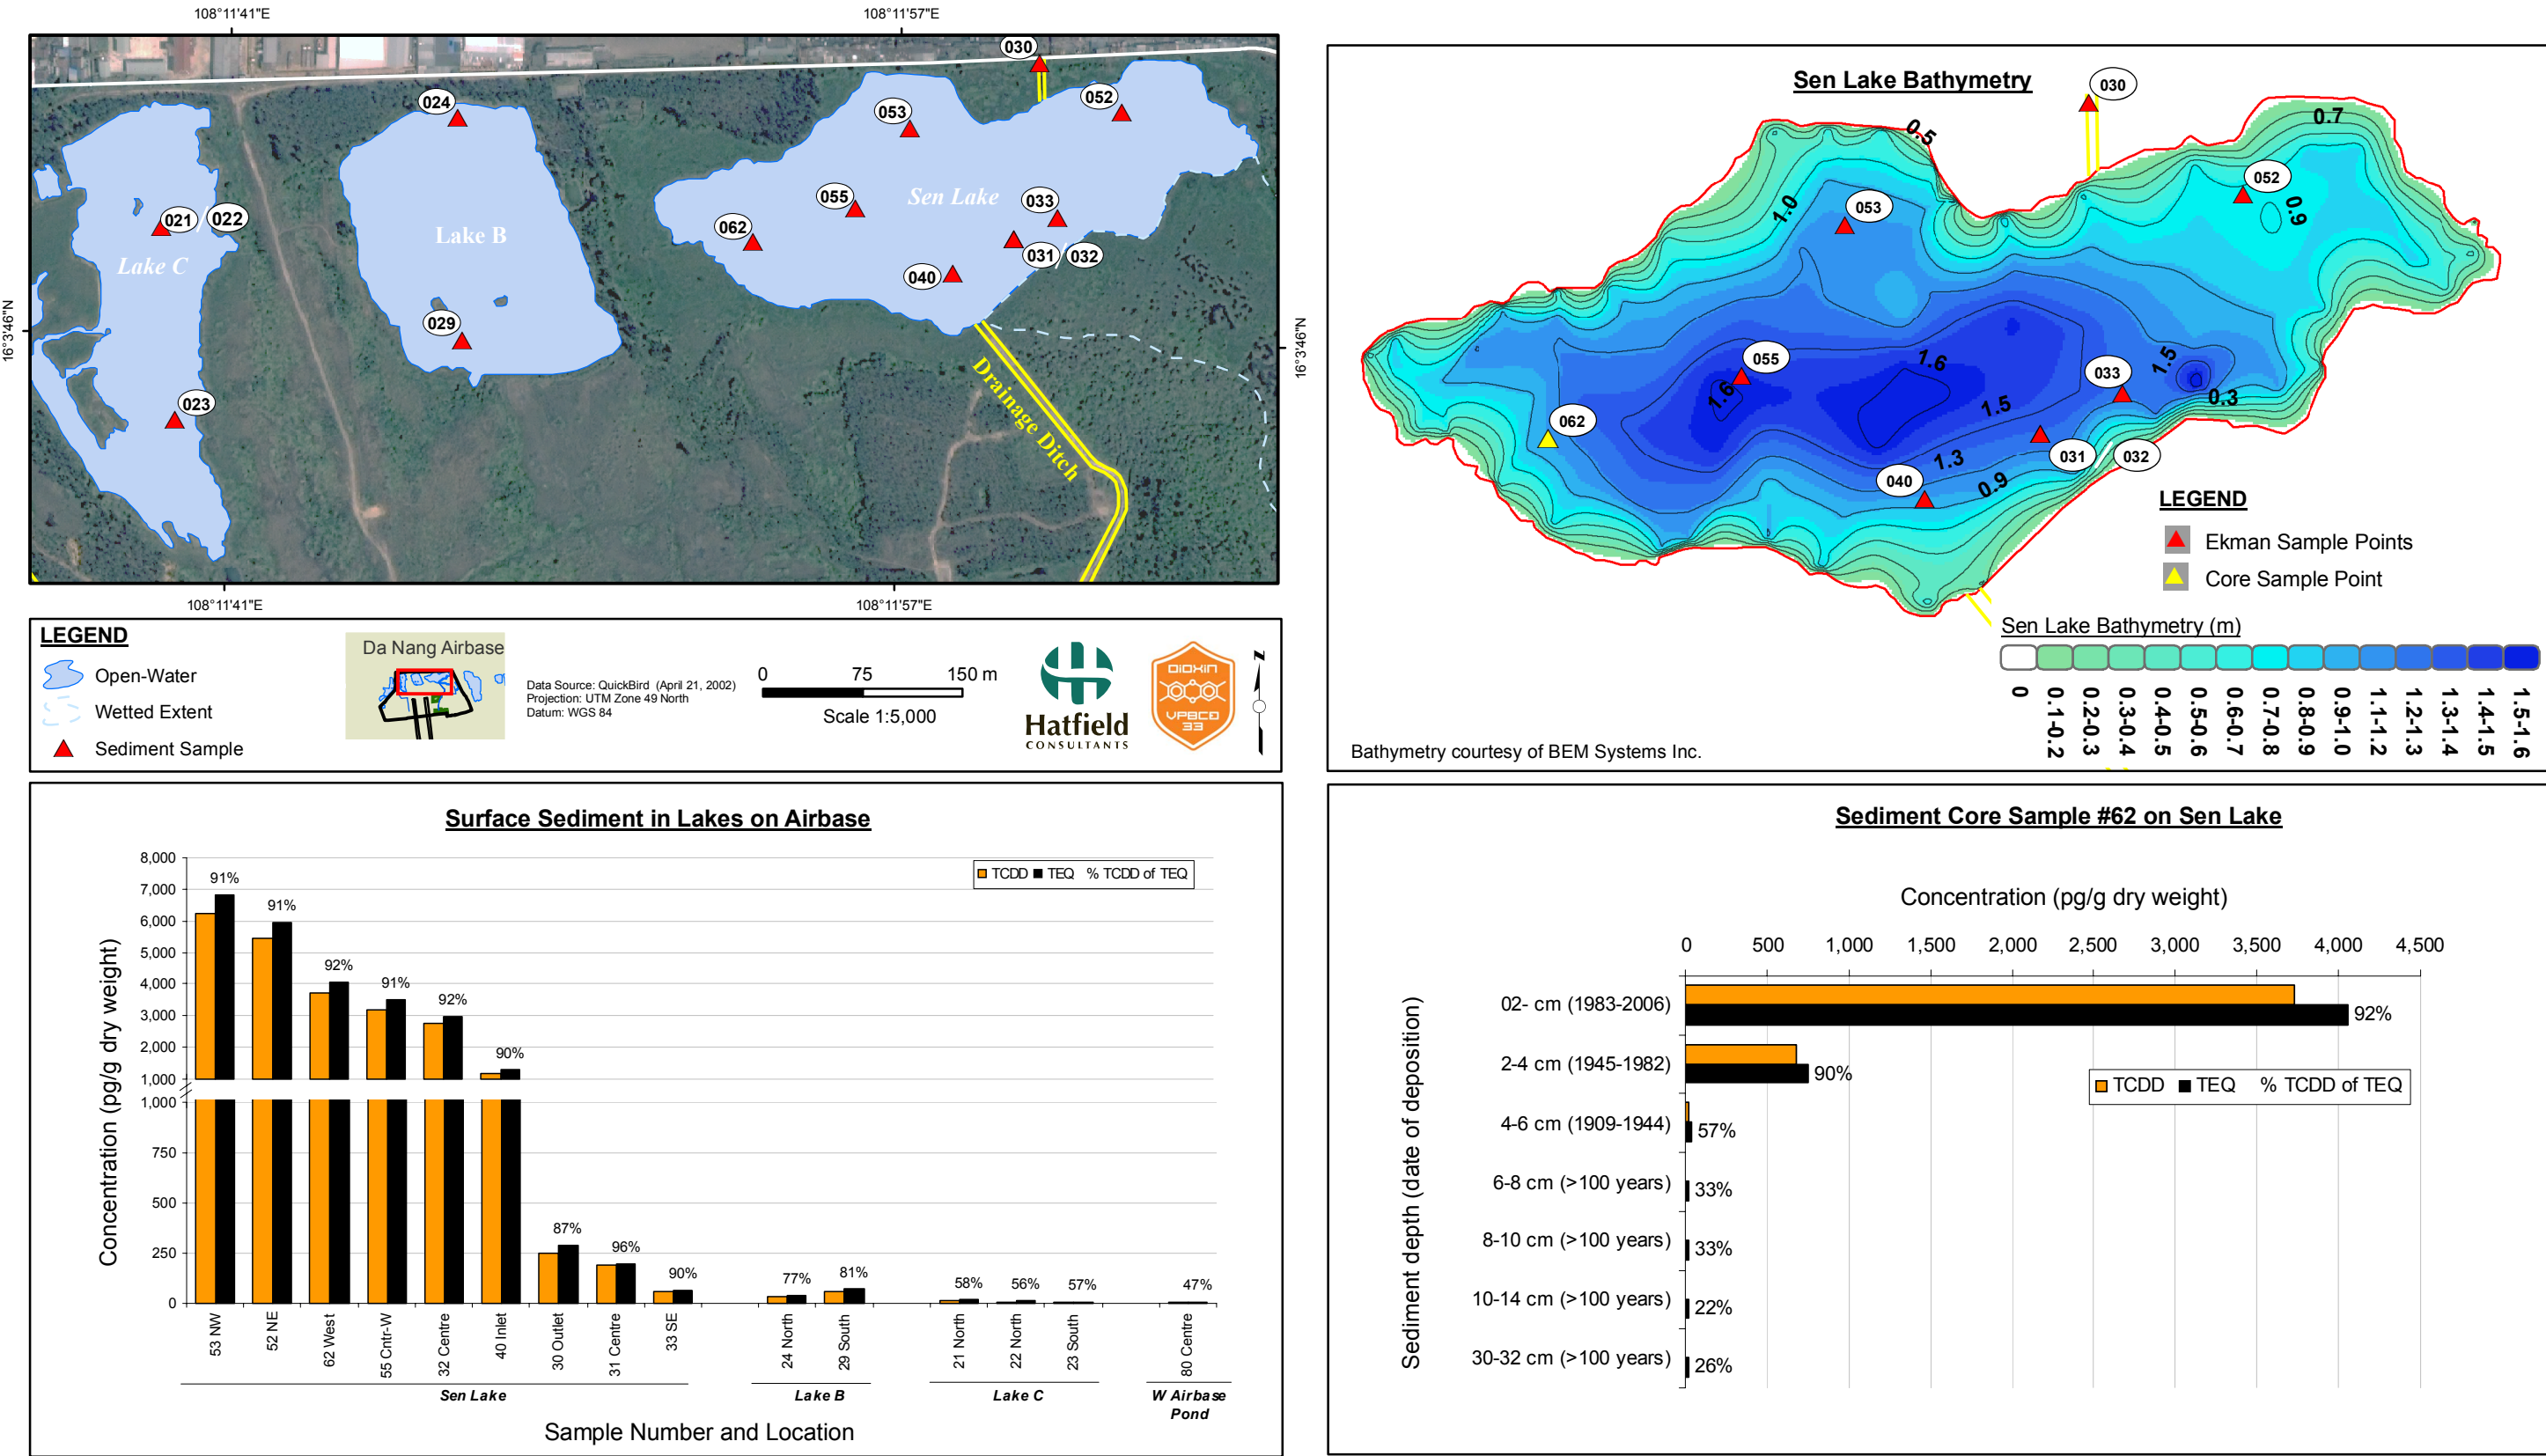 108°11'41"E
108°11'57"E
030
024
053
052
021 / 022
Lake C
Lake B
055
Sen Lake
033
062
031 / 032
040
029
023
Drainage Ditch
16°3'46"N
16°3'46"N
108°11'41"E
108°11'57"E
LEGEND
Open-Water
Wetted Extent
Sediment Sample
Da Nang Airbase
Data Source: QuickBird (April 21, 2002)
Projection: UTM Zone 49 North
Datum: WGS 84
0 75 150 m
Scale 1:5,000
Hatfield
CONSULTANTS
DIOXIN
VPBCO
33
Sen Lake Bathymetry
030
0.7
0.5
052
053
1.0
0.9
055
1.6
1.6
033
1.5
0.3
1.5
062
031 / 032
1.3
040
0.9
LEGEND
Ekman Sample Points
Core Sample Point
Sen Lake Bathymetry (m)
0
0.1-0.2
0.2-0.3
0.3-0.4
0.4-0.5
0.5-0.6
0.6-0.7
0.7-0.8
0.8-0.9
0.9-1.0
1.1-1.2
1.2-1.3
1.3-1.4
1.4-1.5
1.5-1.6
Bathymetry courtesy of BEM Systems Inc.
Surface Sediment in Lakes on Airbase
TCDD TEQ % TCDD of TEQ
Concentration (pg/g dry weight)
8,000
7,000
6,000
5,000
4,000
3,000
2,000
1,000
1,000
750
500
250
0
91%
91%
92%
91%
92%
90%
87%
96%
90%
77%
81%
58%
56%
57%
47%
53 NW
52 NE
62 West
55 Cntr-W
32 Centre
40 Inlet
30 Outlet
31 Centre
33 SE
24 North
29 South
21 North
22 North
23 South
80 Centre
Sen Lake
Lake B
Lake C
W Airbase
Pond
Sample Number and Location
Sediment Core Sample #62 on Sen Lake
Concentration (pg/g dry weight)
0 500 1,000 1,500 2,000 2,500 3,000 3,500 4,000 4,500
Sediment depth (date of deposition)
02- cm (1983-2006) 92%
2-4 cm (1945-1982) 90%
TCDD TEQ % TCDD of TEQ
4-6 cm (1909-1944) 57%
6-8 cm (>100 years) 33%
8-10 cm (>100 years) 33%
10-14 cm (>100 years) 22%
30-32 cm (>100 years) 26%